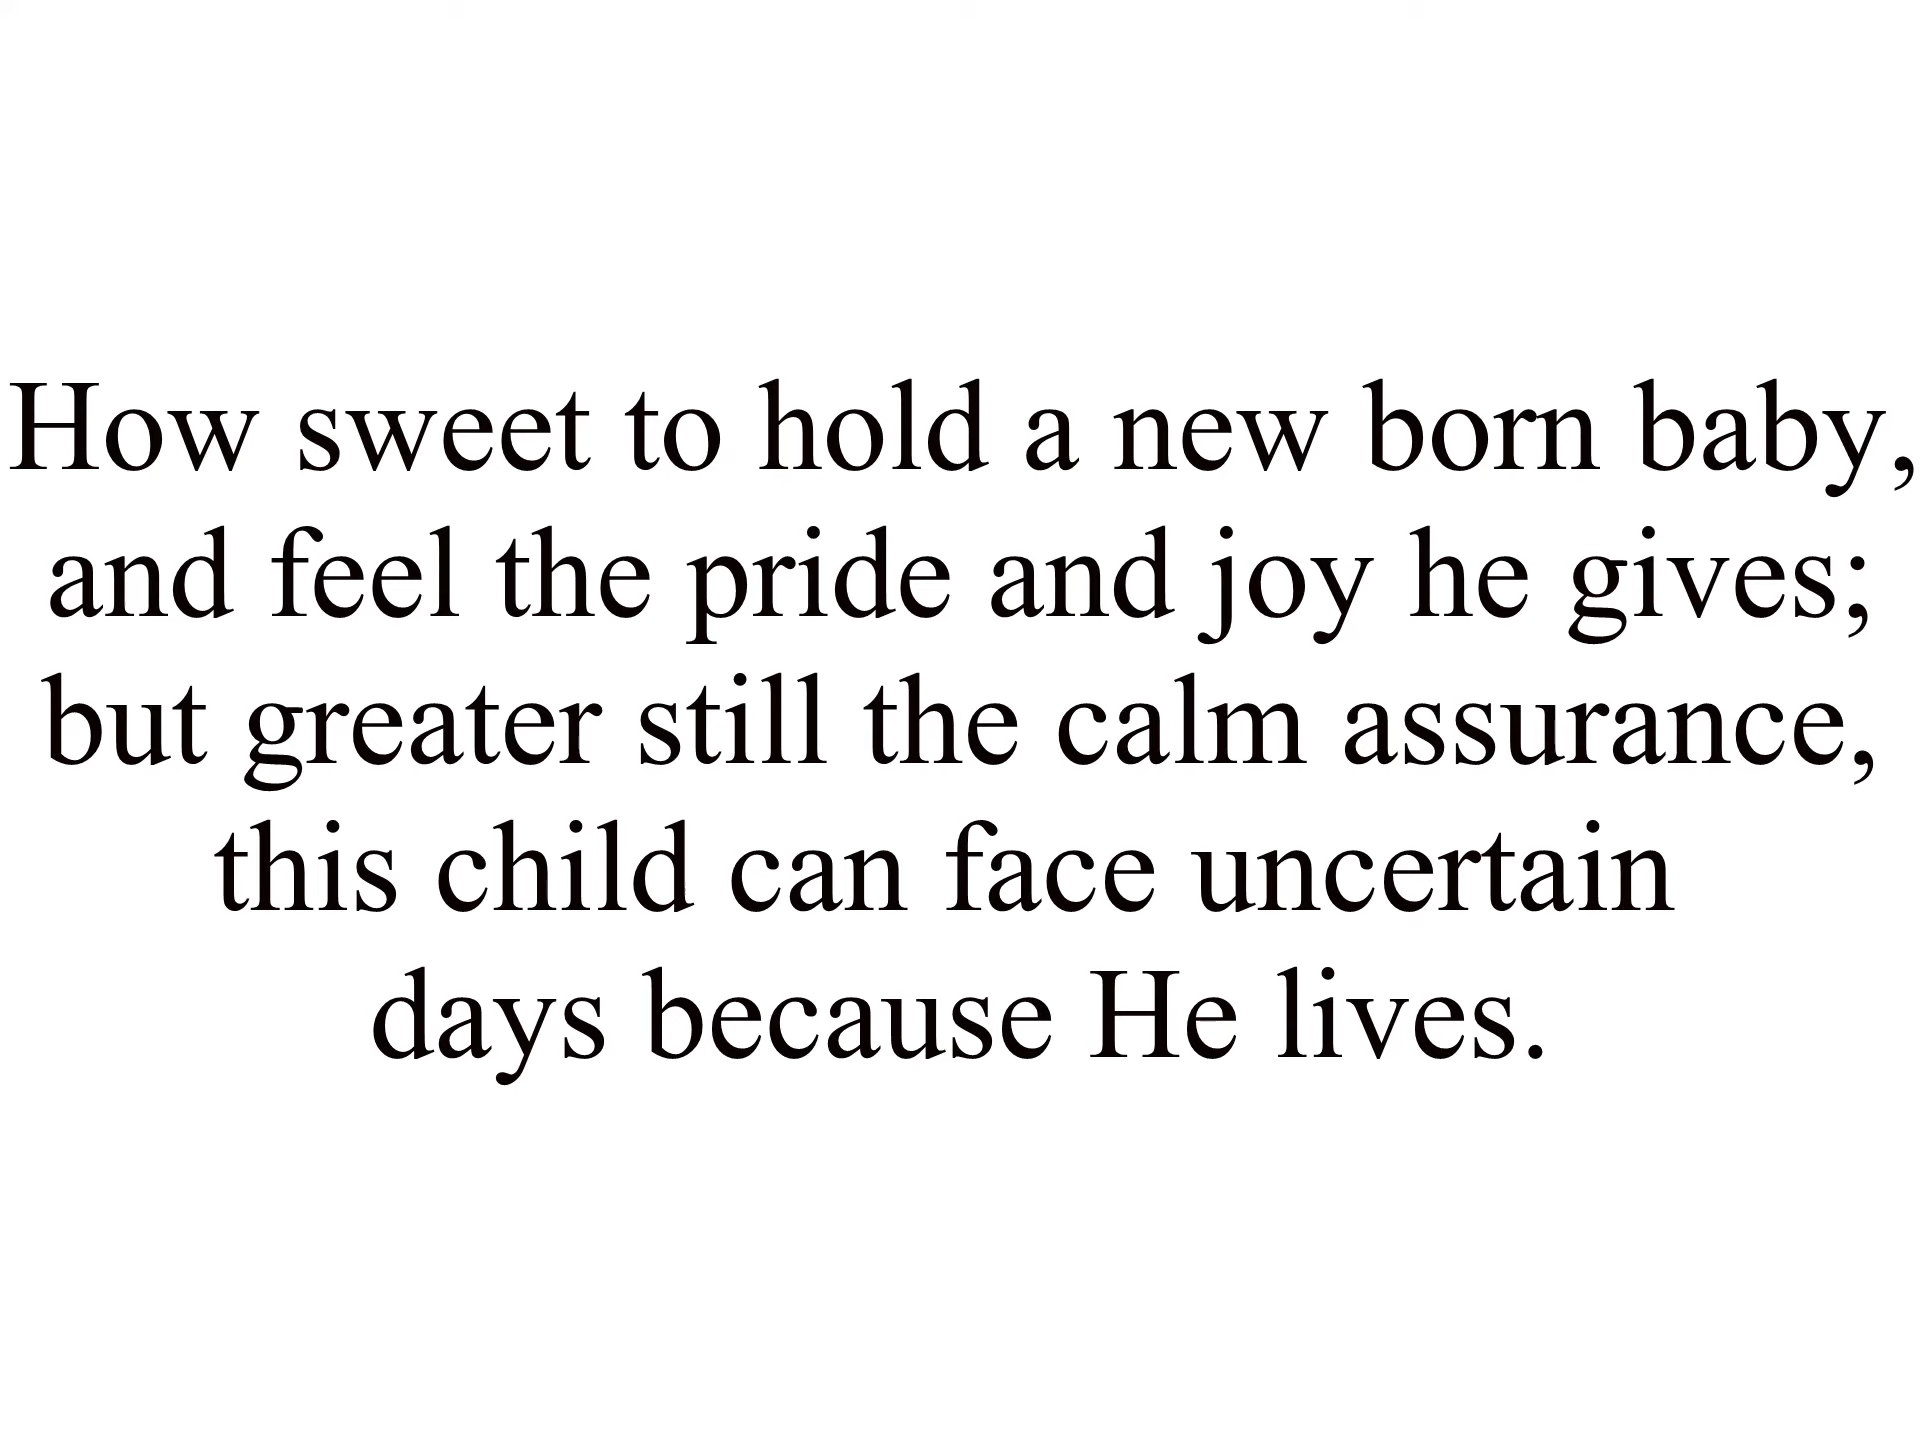 How sweet to hold a new born baby,
and feel the pride and joy he gives;
but greater still the calm assurance,
this child can face uncertain
days because He lives.